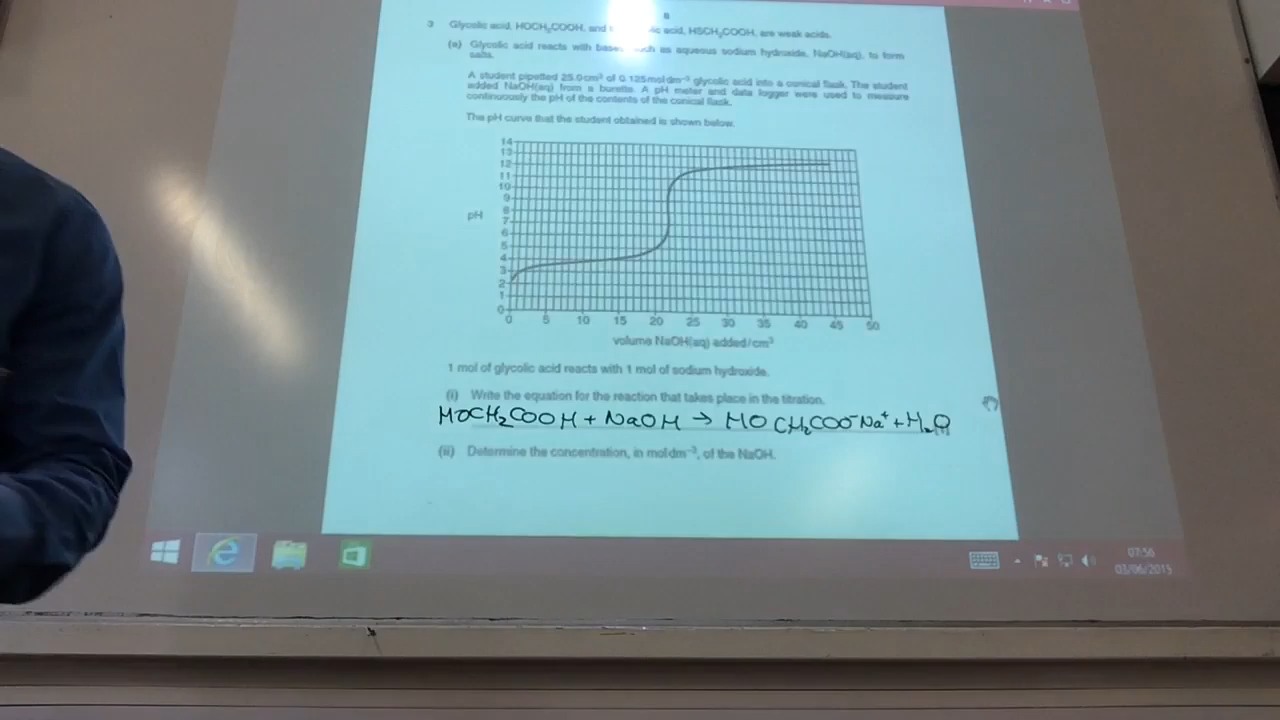 8
3 Glycolic acid, HOCH₂COOH, and acid, HSCH₂COOH, are weak acids.
(a) Glycolic acid reacts with bases such as aqueous sodium hydroxide, NaOH(aq), to form
salts.
A student pipetted 25.0 cm³ of 0.125 mol dm⁻³ glycolic acid into a conical flask. The student
added NaOH(aq) from a burette. A pH meter and data logger were used to measure
continuously the pH of the contents of the conical flask.
The pH curve that the student obtained is shown below.
14
13
12
11
10
9
8
pH
7
6
5
4
3
2
1
0
0 5 10 15 20 25 30 35 40 45 50
volume NaOH(aq) added/cm³
1 mol of glycolic acid reacts with 1 mol of sodium hydroxide.
(i) Write the equation for the reaction that takes place in the titration.
HOCH₂COOH + NaOH → HOCH₂COO⁻Na⁺ + H₂O
(ii) Determine the concentration, in mol dm⁻³, of the NaOH.
07:56
03/06/2015